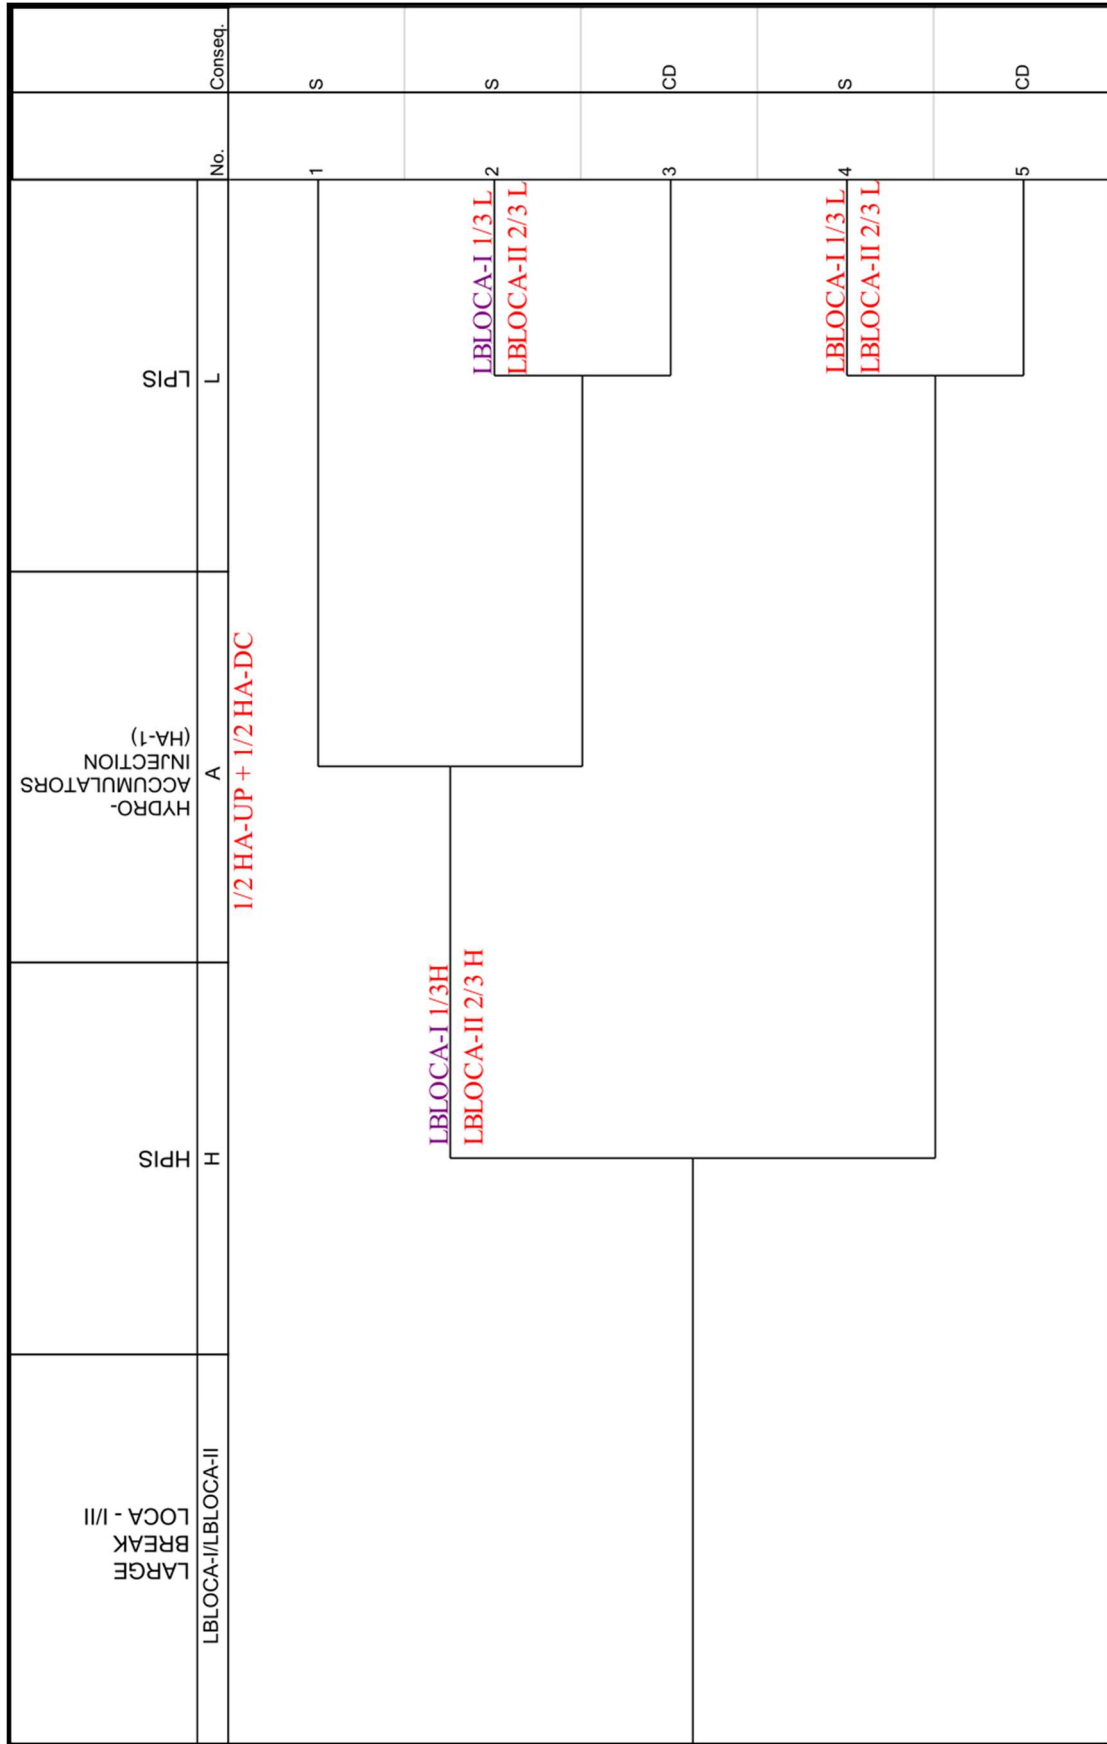 LARGE
BREAK
LOCA - I/II
HPIS
HYDRO-
ACCUMULATORS
INJECTION
(HA-1)
LPIS
LBLOCA-I/LBLOCA-II
H
A
L
No.
Conseq.
1/2 HA-UP + 1/2 HA-DC
1
S
LBLOCA-I 1/3H
LBLOCA-II 2/3 H
LBLOCA-I 1/3 L
2
S
LBLOCA-II 2/3 L
3
CD
LBLOCA-I 1/3 L
4
S
LBLOCA-II 2/3 L
5
CD